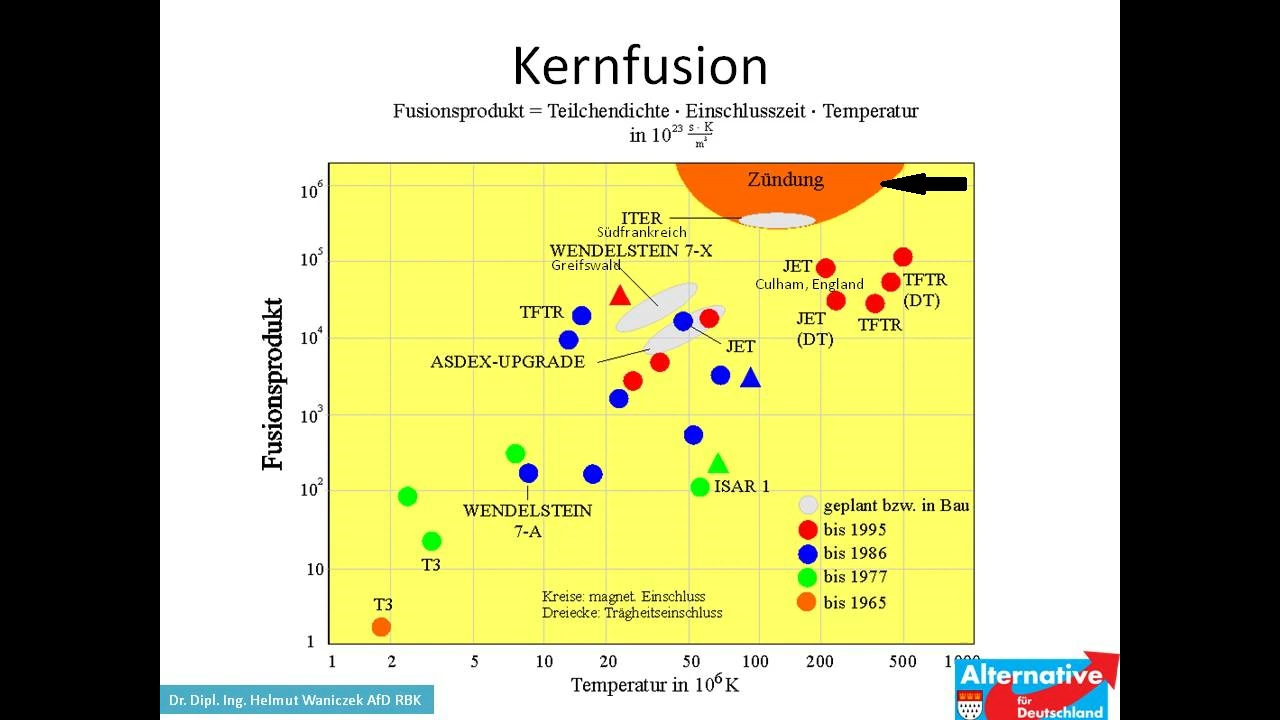 Kernfusion
Fusionsprodukt = Teilchendichte · Einschlusszeit · Temperatur
in 10²³ s · K
m³
Zündung
10⁶
ITER
Südfrankreich
WENDELSTEIN 7-X
Greifswald
10⁵
JET
Culham, England
TFTR
(DT)
JET
(DT)
TFTR
TFTR
10⁴
JET
ASDEX-UPGRADE
Fusionsprodukt
10³
10²
ISAR 1
WENDELSTEIN
7-A
geplant bzw. in Bau
bis 1995
bis 1986
bis 1977
bis 1965
T3
10
Kreise: magnet. Einschluss
Dreiecke: Trägheitseinschluss
T3
1
1 2 5 10 20 50 100 200 500 1000
Temperatur in 10⁶ K
Dr. Dipl. Ing. Helmut Waniczek AfD RBK
Alternative
für
Deutschland